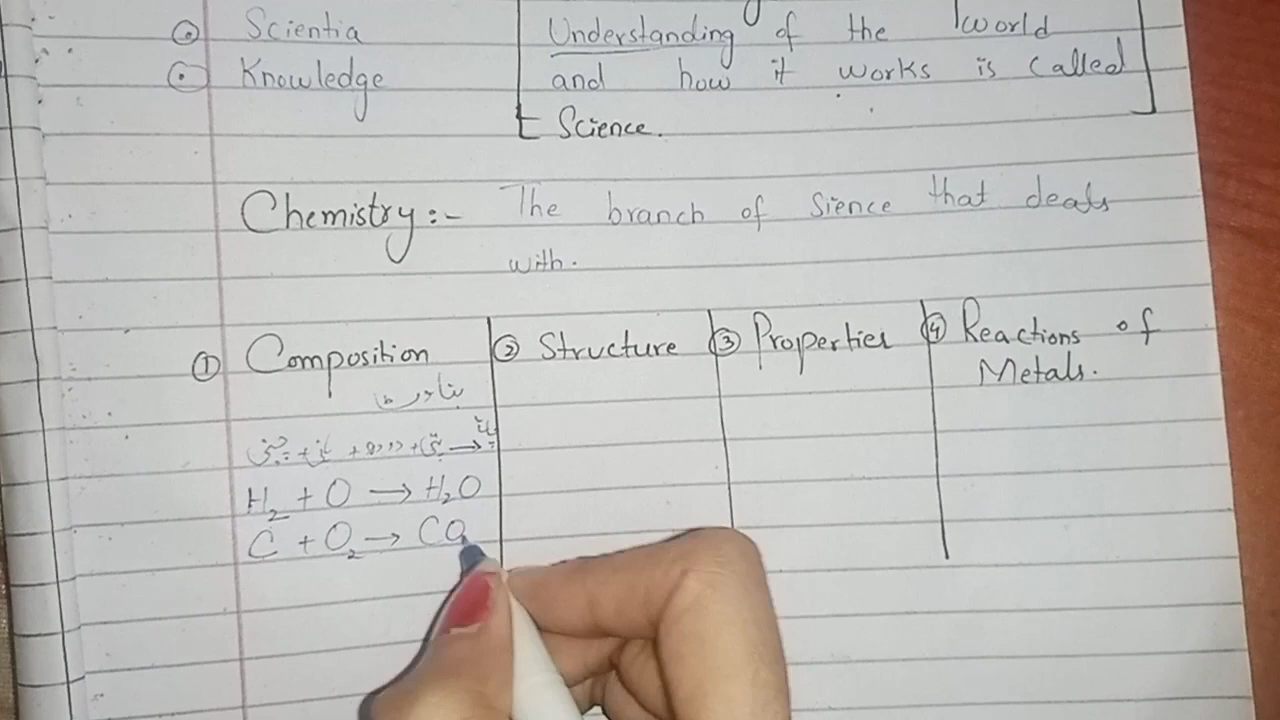 Scientia
Knowledge
Understanding of the world
and how it works is called
Science.
Chemistry:- The branch of Sience that deals
with.
① Composition
② Structure
③ Properties
④ Reactions of
Metals.
بناوٹ
H₂ + O → H₂O
C + O₂ → CO